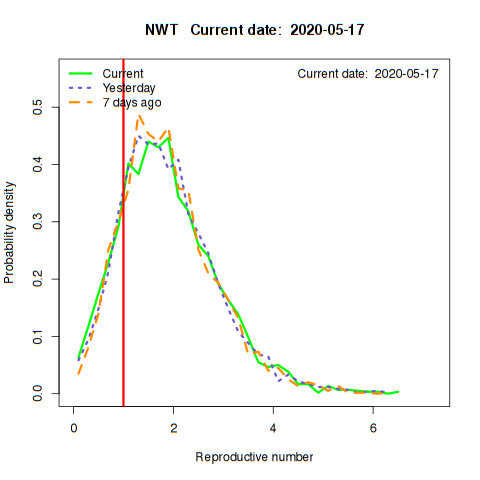 NWT Current date: 2020-05-17
Current
Yesterday
7 days ago
Current date: 2020-05-17
Probability density
0.5
0.4
0.3
0.2
0.1
0.0
0 2 4 6
Reproductive number